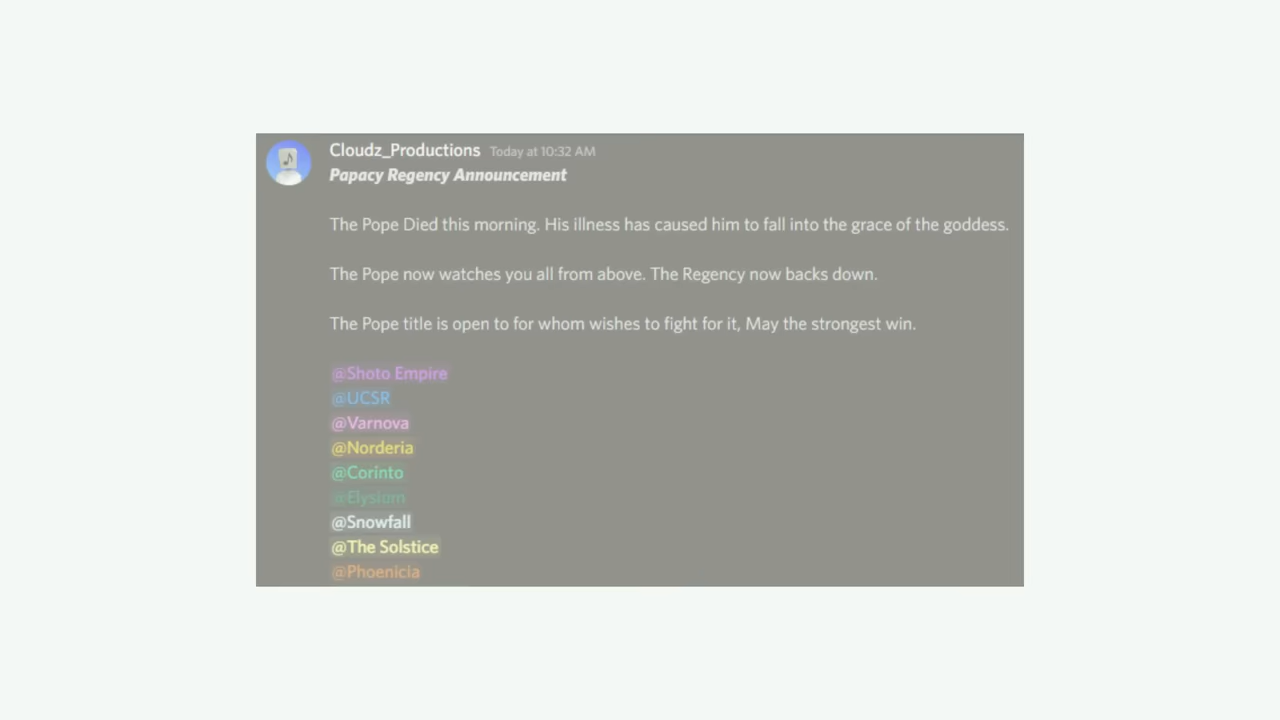 Cloudz_Productions Today at 10:32 AM
Papacy Regency Announcement
The Pope Died this morning. His illness has caused him to fall into the grace of the goddess.
The Pope now watches you all from above. The Regency now backs down.
The Pope title is open to for whom wishes to fight for it, May the strongest win.
@Shoto Empire
@UCSR
@Varnova
@Norderia
@Corinto
@Elysium
@Snowfall
@The Solstice
@Phoenicia